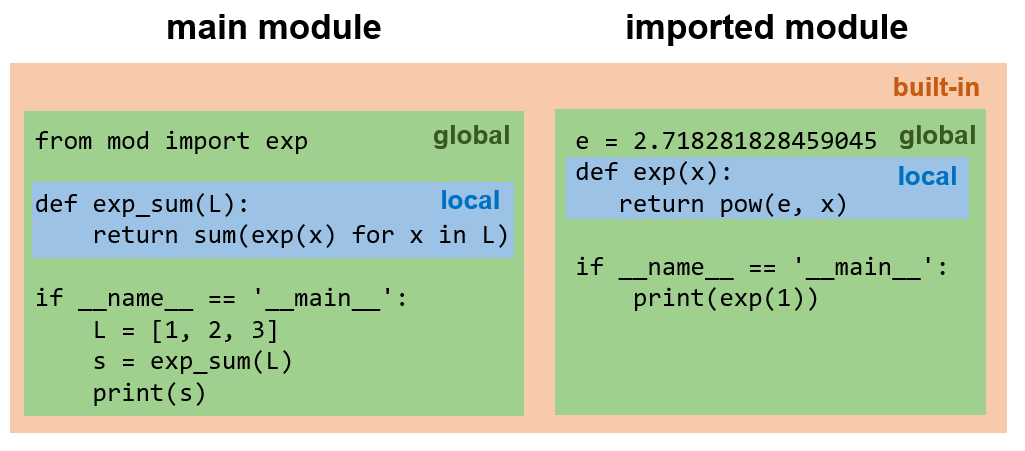 main module
imported module
built-in
global
from mod import exp
local
def exp_sum(L):
    return sum(exp(x) for x in L)
if __name__ == '__main__':
    L = [1, 2, 3]
    s = exp_sum(L)
    print(s)
e = 2.718281828459045
global
def exp(x):
local
   return pow(e, x)
if __name__ == '__main__':
    print(exp(1))